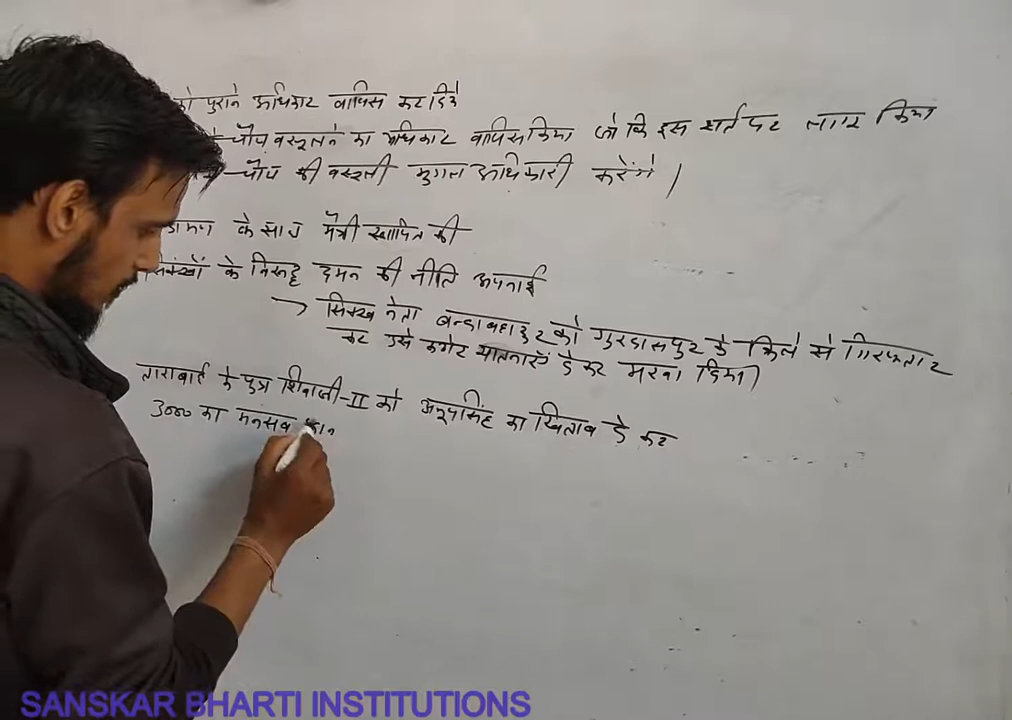 को पुराने अधिकार वापिस कर दिये
चौथ वसूलने का अधिकार वापिस किया जो कि इस शर्त पर लागू किया
चौथ की वसूली मुगल अधिकारी करेंगे।
के साथ मैत्री स्थापित की
सिक्खों के विरूद्ध दमन की नीति अपनाई
→ सिक्ख नेता बन्दा बहादुर को गुरदासपुर के किले से गिरफ्तार
कर उसे कठोर यातनाएँ दे कर मरवा दिया।
ताराबाई के पुत्र शिवाजी-II को अनूपसिंह का खिताब दे कर
3000 का मनसब
SANSKAR BHARTI INSTITUTIONS